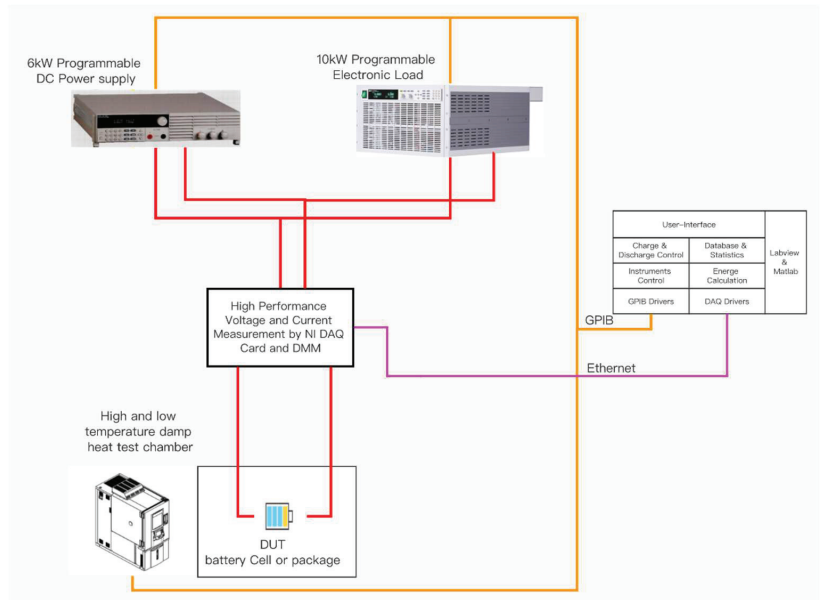 6kW Programmable
DC Power supply
10kW Programmable
Electronic Load
User-Interface
Charge &
Discharge Control
Database &
Statistics
Labview
&
Matlab
Instruments
Control
Energe
Calculation
GPIB Drivers
DAQ Drivers
High Performance
Voltage and Current
Measurement by NI DAQ
Card and DMM
GPIB
Ethernet
High and low
temperature damp
heat test chamber
DUT
battery Cell or package